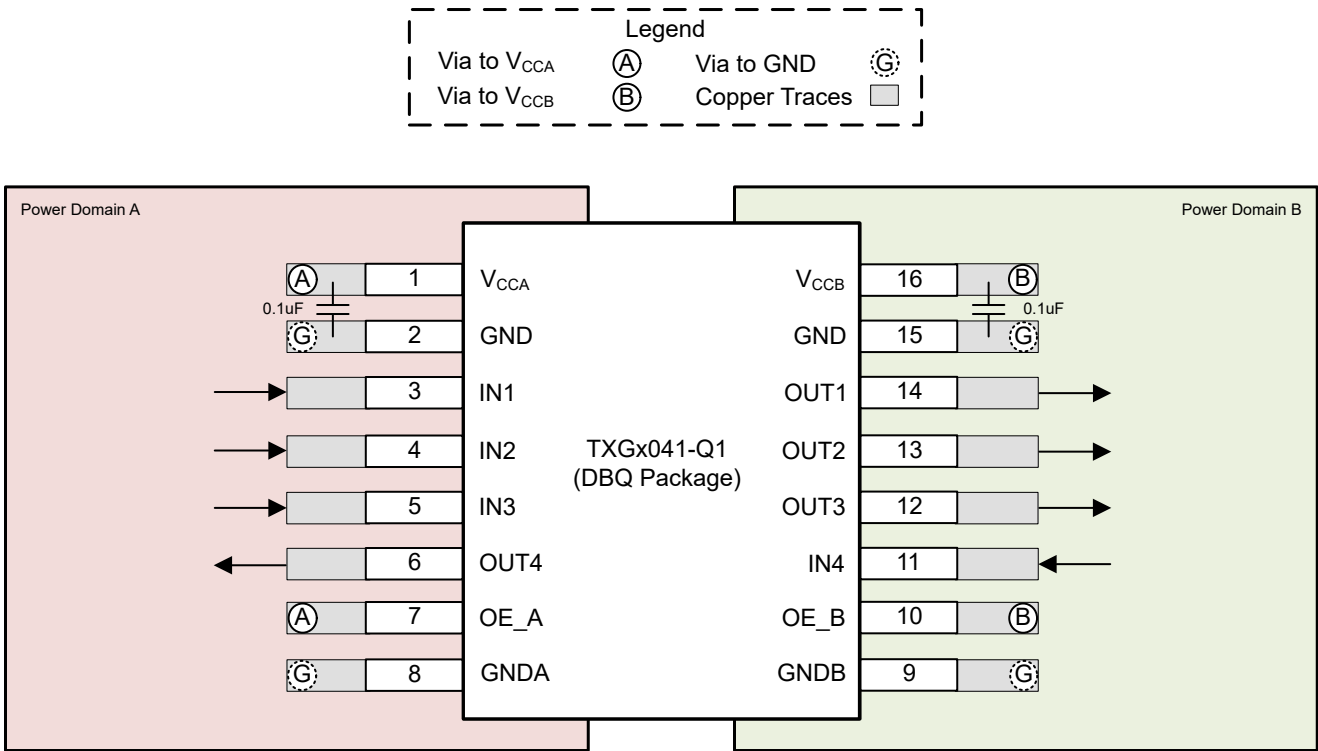 Legend
Via to VCCA A Via to GND G
Via to VCCB B Copper Traces
Power Domain A
Power Domain B
A 1 VCCA VCCB 16 B
0.1uF 0.1uF
G 2 GND GND 15 G
3 IN1 OUT1 14
4 IN2 OUT2 13
TXGx041-Q1
(DBQ Package)
5 IN3 OUT3 12
6 OUT4 IN4 11
A 7 OE_A OE_B 10 B
G 8 GNDA GNDB 9 G